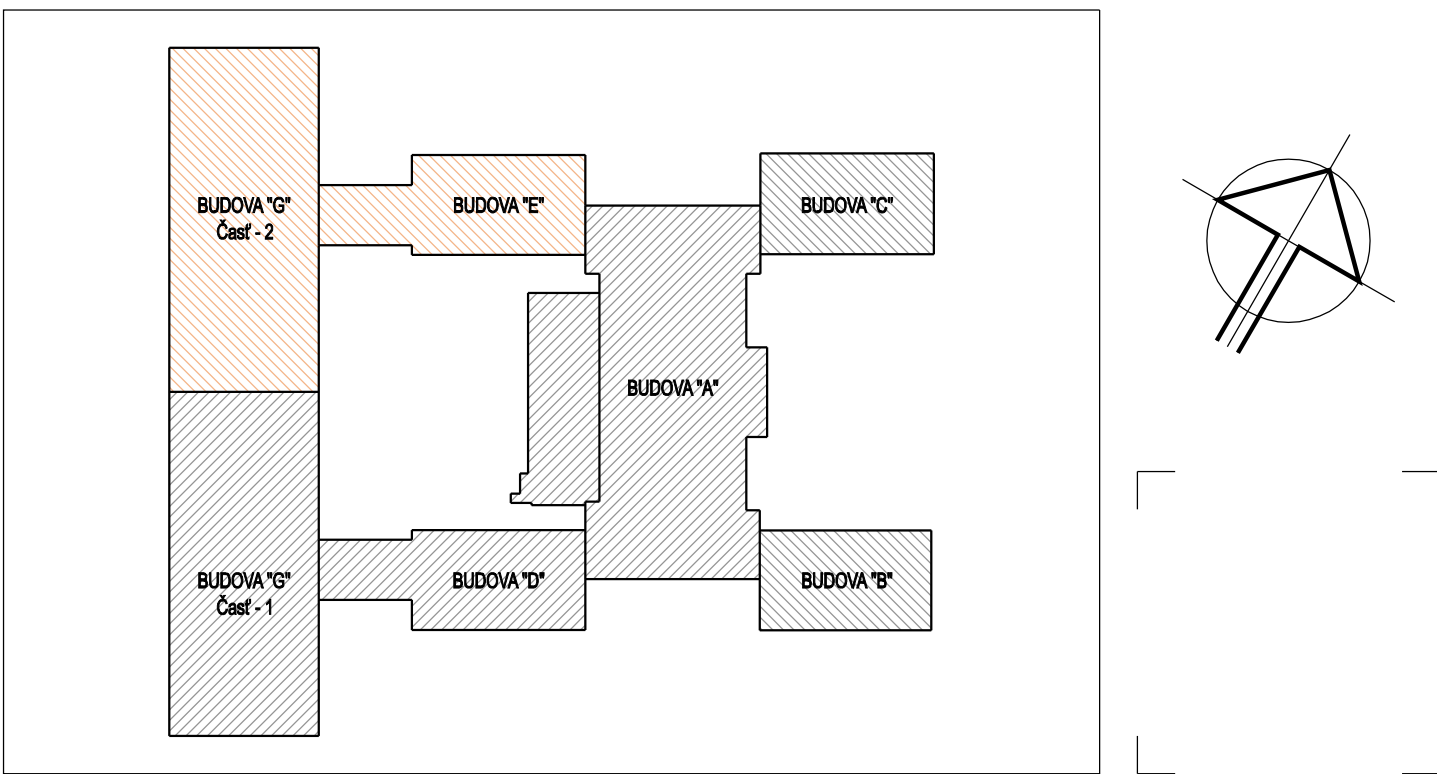 BUDOVA "G"
Časť - 2
BUDOVA "E"
BUDOVA "C"
BUDOVA "A"
BUDOVA "G"
Časť - 1
BUDOVA "D"
BUDOVA "B"